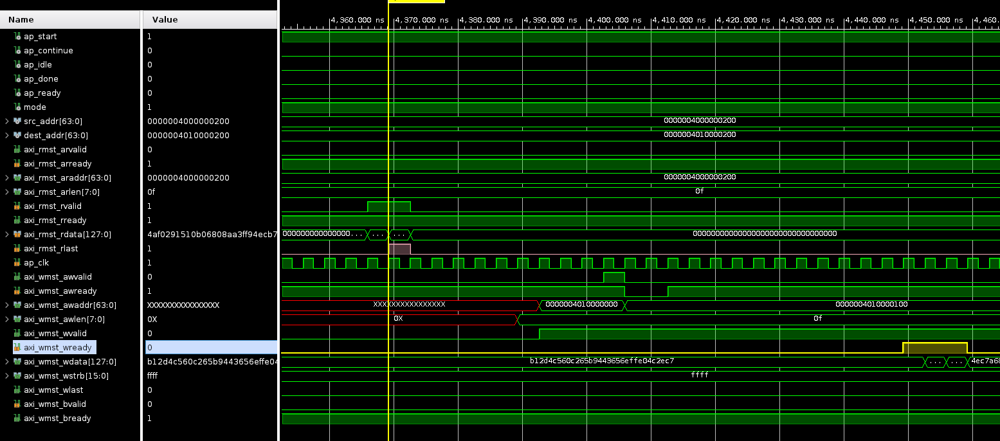 Name Value
4,360.000 ns 4,370.000 ns 4,380.000 ns 4,390.000 ns 4,400.000 ns 4,410.000 ns 4,420.000 ns 4,430.000 ns 4,440.000 ns 4,450.000 ns 4,460.
ap_start 1
ap_continue 0
ap_idle 0
ap_done 0
ap_ready 0
mode 1
src_addr[63:0] 0000004000000200 0000004000000200
dest_addr[63:0] 0000004010000200 0000004010000200
axi_rmst_arvalid 0
axi_rmst_arready 1
axi_rmst_araddr[63:0] 0000004000000200 0000004000000200
axi_rmst_arlen[7:0] 0f 0f
axi_rmst_rvalid 1
axi_rmst_rready 1
axi_rmst_rdata[127:0] 4af0291510b06808aa3ff94ecb7 000000000000000... ... ... 00000000000000000000000000000000
axi_rmst_rlast 1
ap_clk 1
axi_wmst_awvalid 0
axi_wmst_awready 1
axi_wmst_awaddr[63:0] XXXXXXXXXXXXXXXX XXXXXXXXXXXXXXXX 0000004010000000 0000004010000100
axi_wmst_awlen[7:0] 0X 0X 0f
axi_wmst_wvalid 0
axi_wmst_wready 0
axi_wmst_wdata[127:0] b12d4c560c265b9443656effe04 b12d4c560c265b9443656effe04c2ec7 ... ... 4ec7a68
axi_wmst_wstrb[15:0] ffff ffff
axi_wmst_wlast 0
axi_wmst_bvalid 0
axi_wmst_bready 1